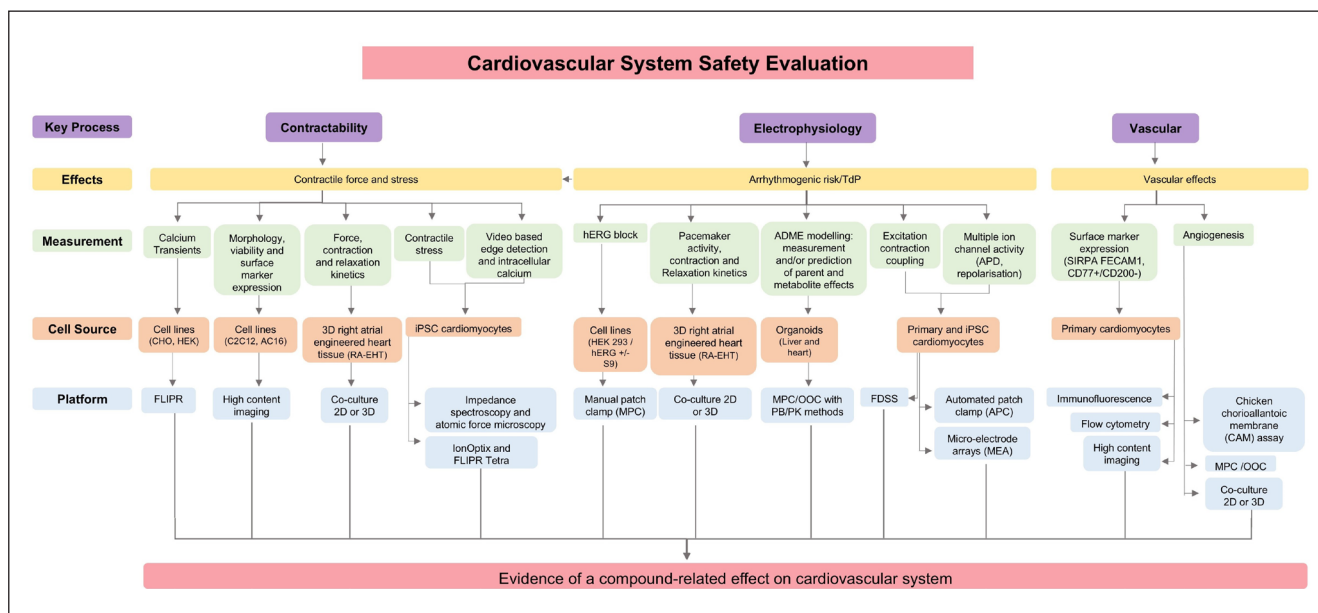 Cardiovascular System Safety Evaluation
Key Process
Contractability
Electrophysiology
Vascular
Effects
Contractile force and stress
Arrhythmogenic risk/TdP
Vascular effects
Measurement
Calcium
Transients
Morphology,
viability and
surface
marker
expression
Force,
contraction
and relaxation
kinetics
Contractile
stress
Video based
edge detection
and intracellular
calcium
hERG block
Pacemaker
activity,
contraction and
Relaxation kinetics
ADME modelling:
measurement
and/or prediction
of parent and
metabolite effects
Excitation
contraction
coupling
Multiple ion
channel activity
(APD,
repolarisation)
Surface marker
expression
(SIRPA FECAM1,
CD77+/CD200-)
Angiogenesis
Cell Source
Cell lines
(CHO, HEK)
Cell lines
(C2C12, AC16)
3D right atrial
engineered heart
tissue (RA-EHT)
iPSC cardiomyocytes
Cell lines
(HEK 293 /
hERG +/-
S9)
3D right atrial
engineered heart
tissue (RA-EHT)
Organoids
(Liver and
heart)
Primary and iPSC
cardiomyocytes
Primary cardiomyocytes
Platform
FLIPR
High content
imaging
Co-culture
2D or 3D
Impedance
spectroscopy and
atomic force microscopy
IonOptix and
FLIPR Tetra
Manual patch
clamp (MPC)
Co-culture 2D
or 3D
MPC/OOC with
PB/PK methods
FDSS
Automated patch
clamp (APC)
Micro-electrode
arrays (MEA)
Immunofluorescence
Flow cytometry
High content
imaging
Chicken
chorioallantoic
membrane
(CAM) assay
MPC /OOC
Co-culture
2D or 3D
Evidence of a compound-related effect on cardiovascular system